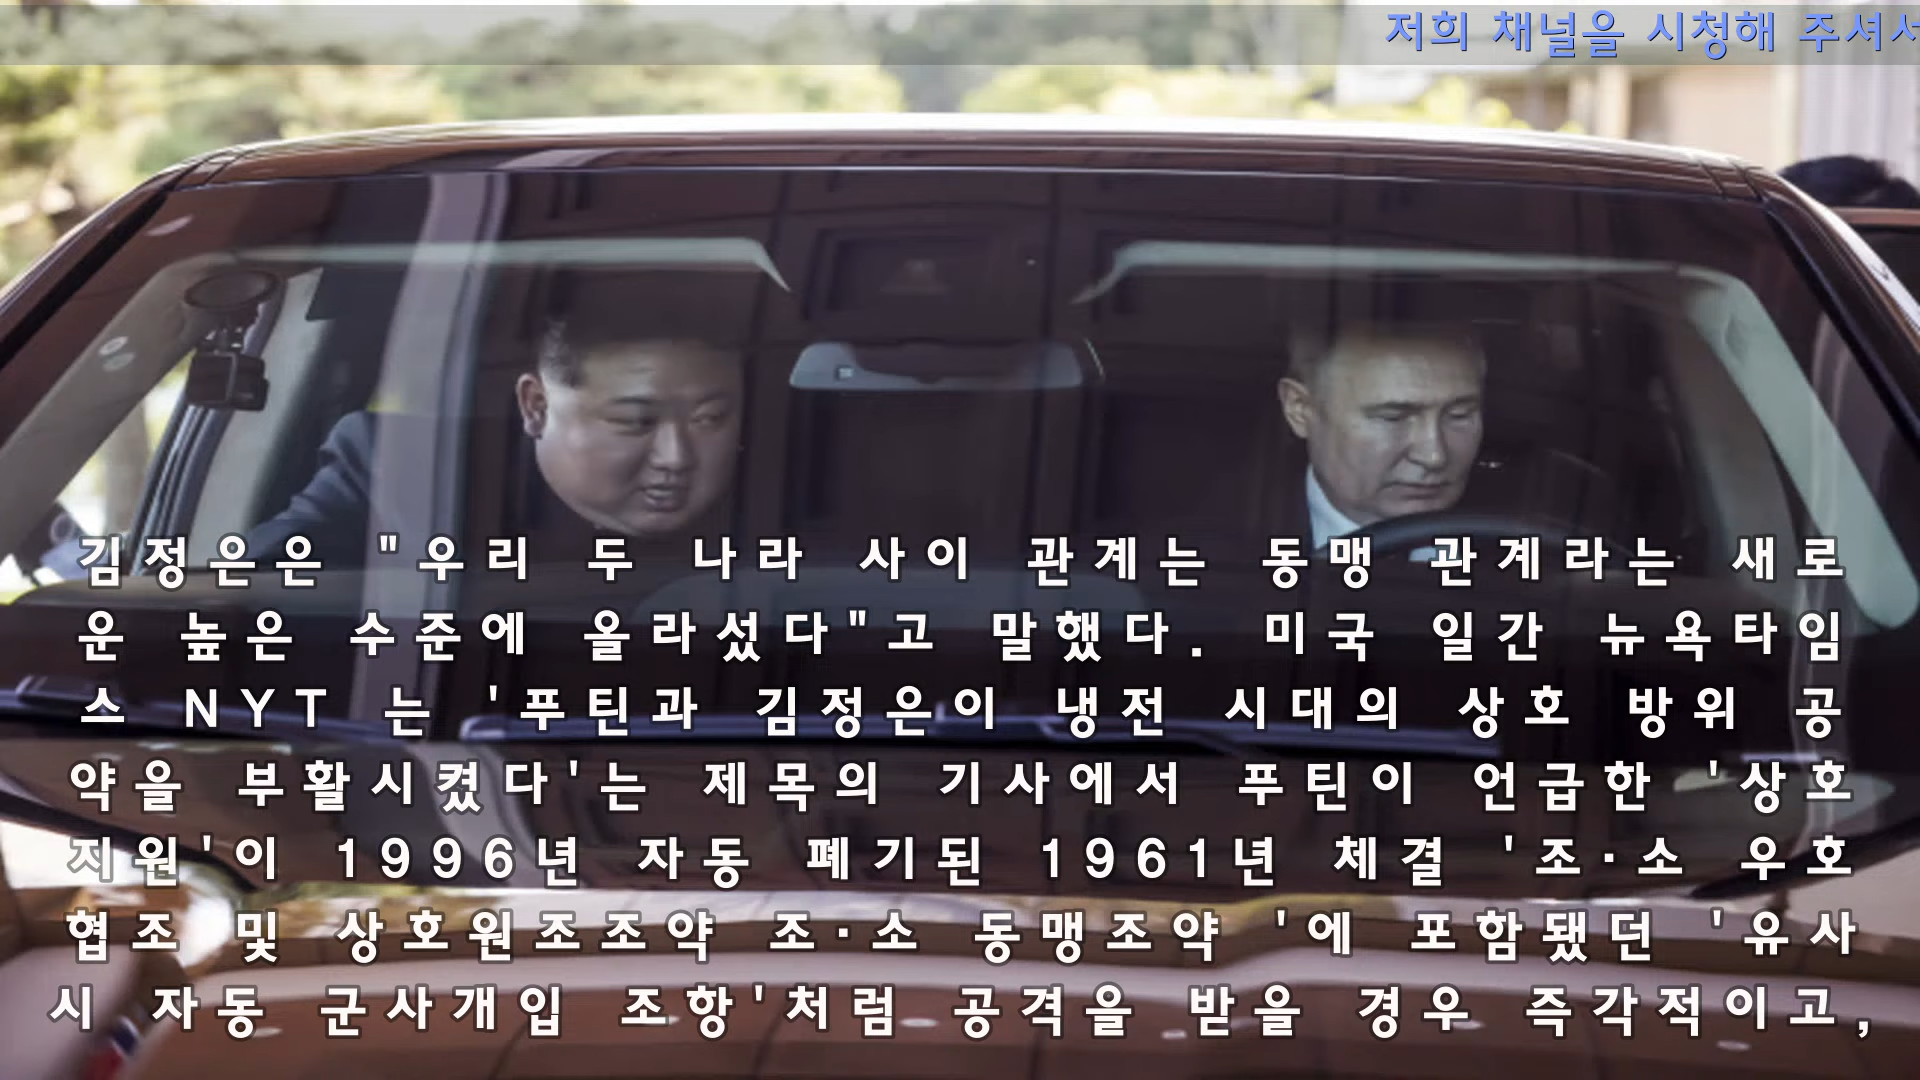 저희 채널을 시청해 주셔서
김정은은 "우리 두 나라 사이 관계는 동맹 관계라는 새로
운 높은 수준에 올라섰다"고 말했다. 미국 일간 뉴욕타임
스 NYT 는 '푸틴과 김정은이 냉전 시대의 상호 방위 공
약을 부활시켰다'는 제목의 기사에서 푸틴이 언급한 '상호
지원'이 1996년 자동 폐기된 1961년 체결 '조·소 우호
협조 및 상호원조조약 조·소 동맹조약 '에 포함됐던 '유사
시 자동 군사개입 조항'처럼 공격을 받을 경우 즉각적이고,